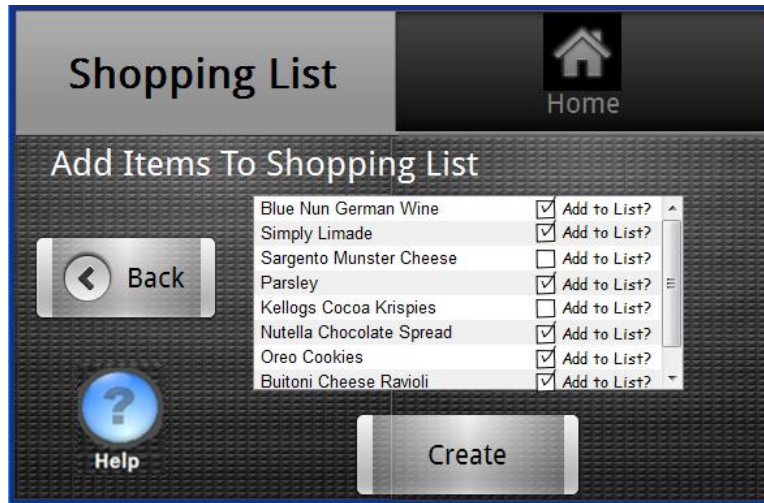 Shopping List
Home
Add Items To Shopping List
Blue Nun German Wine Add to List?
Simply Limade Add to List?
Sargento Munster Cheese Add to List?
Parsley Add to List?
Kellogs Cocoa Krispies Add to List?
Nutella Chocolate Spread Add to List?
Oreo Cookies Add to List?
Buitoni Cheese Ravioli Add to List?
Back
?
Help
Create